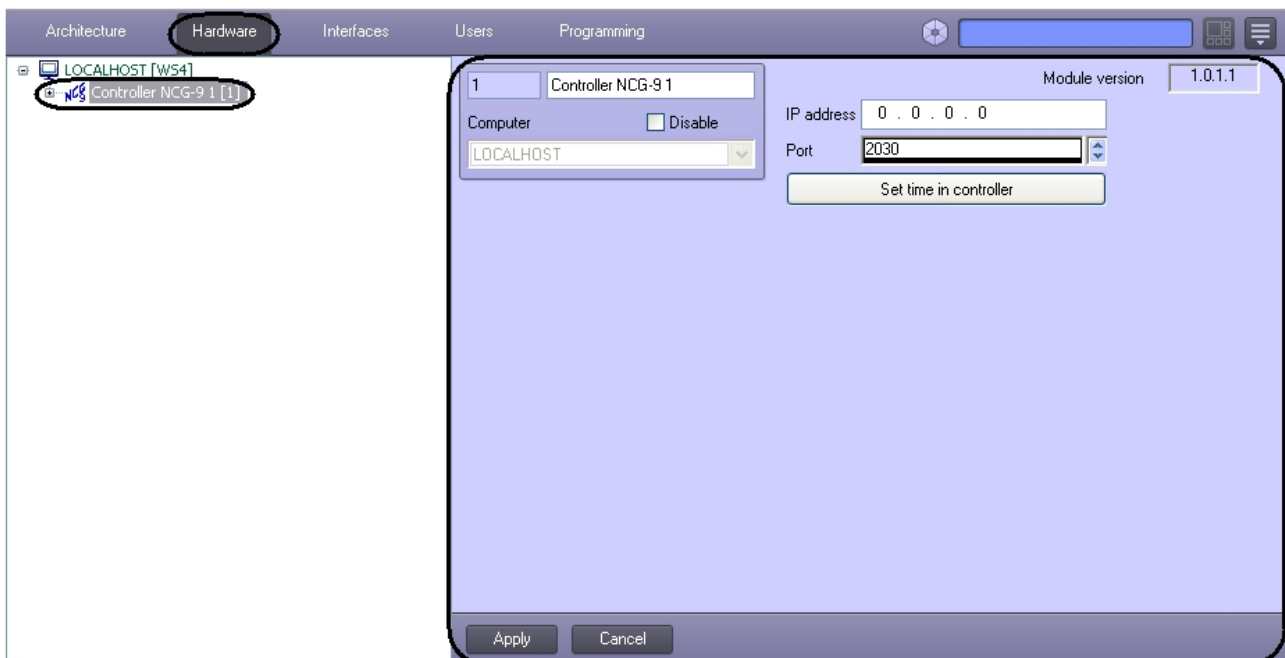 Architecture Hardware Interfaces Users Programming
LOCALHOST [WS4]
NCG Controller NCG-9 1 [1]
1 Controller NCG-9 1
Module version 1.0.1.1
Computer Disable
IP address 0 . 0 . 0 . 0
LOCALHOST
Port 2030
Set time in controller
Apply Cancel